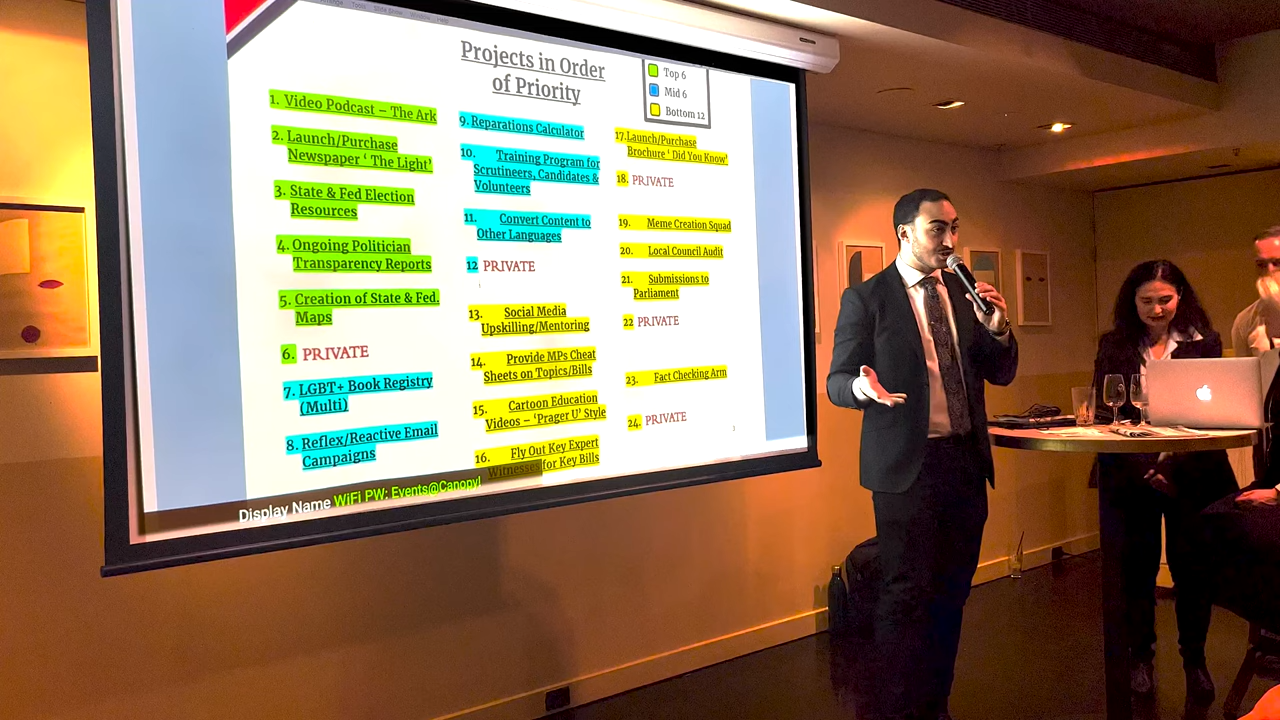 Projects in Order
of Priority
Top 6
Mid 6
Bottom 12
1. Video Podcast – The Ark
2. Launch/Purchase
Newspaper ‘ The Light’
3. State & Fed Election
Resources
4. Ongoing Politician
Transparency Reports
5. Creation of State & Fed.
Maps
6. PRIVATE
7. LGBT+ Book Registry
(Multi)
8. Reflex/Reactive Email
Campaigns
9. Reparations Calculator
10. Training Program for
Scrutineers, Candidates &
Volunteers
11. Convert Content to
Other Languages
12 PRIVATE
13. Social Media
Upskilling/Mentoring
14. Provide MPs Cheat
Sheets on Topics/Bills
15. Cartoon Education
Videos – ‘Prager U’ Style
16. Fly Out Key Expert
Witnesses for Key Bills
17. Launch/Purchase
Brochure ‘ Did You Know’
18. PRIVATE
19. Meme Creation Squad
20. Local Council Audit
21. Submissions to
Parliament
22 PRIVATE
23. Fact Checking Arm
24. PRIVATE
Display Name WiFi PW: Events@Canopy!